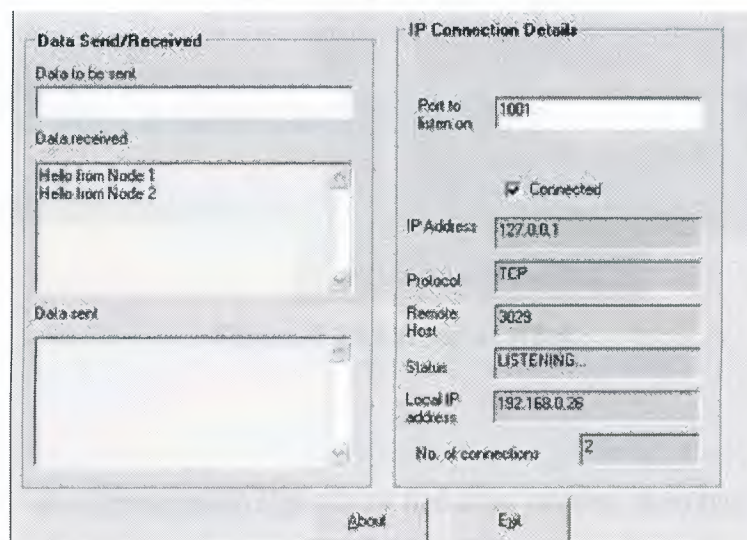 Data Send/Received
Data to be sent
Data received
Hello from Node 1
Hello from Node 2
Data sent
IP Connection Details
Port to
listen on
1001
Connected
IP Address
127.0.0.1
Protocol
TCP
Remote
Host
3029
Status
LISTENING...
Local IP
address
192.168.0.26
No. of connections
2
About
Exit